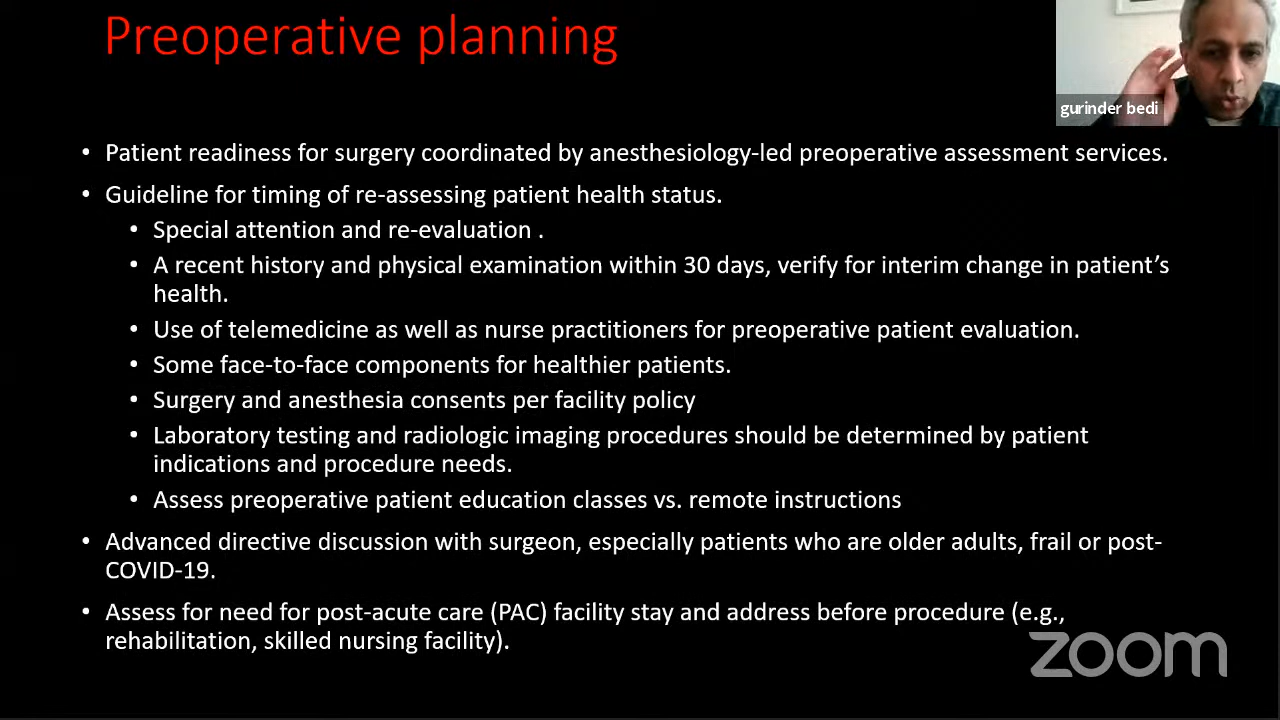 Preoperative planning
gurinder bedi
• Patient readiness for surgery coordinated by anesthesiology-led preoperative assessment services.
• Guideline for timing of re-assessing patient health status.
• Special attention and re-evaluation .
• A recent history and physical examination within 30 days, verify for interim change in patient’s
health.
• Use of telemedicine as well as nurse practitioners for preoperative patient evaluation.
• Some face-to-face components for healthier patients.
• Surgery and anesthesia consents per facility policy
• Laboratory testing and radiologic imaging procedures should be determined by patient
indications and procedure needs.
• Assess preoperative patient education classes vs. remote instructions
• Advanced directive discussion with surgeon, especially patients who are older adults, frail or post-
COVID-19.
• Assess for need for post-acute care (PAC) facility stay and address before procedure (e.g.,
rehabilitation, skilled nursing facility).
zoom